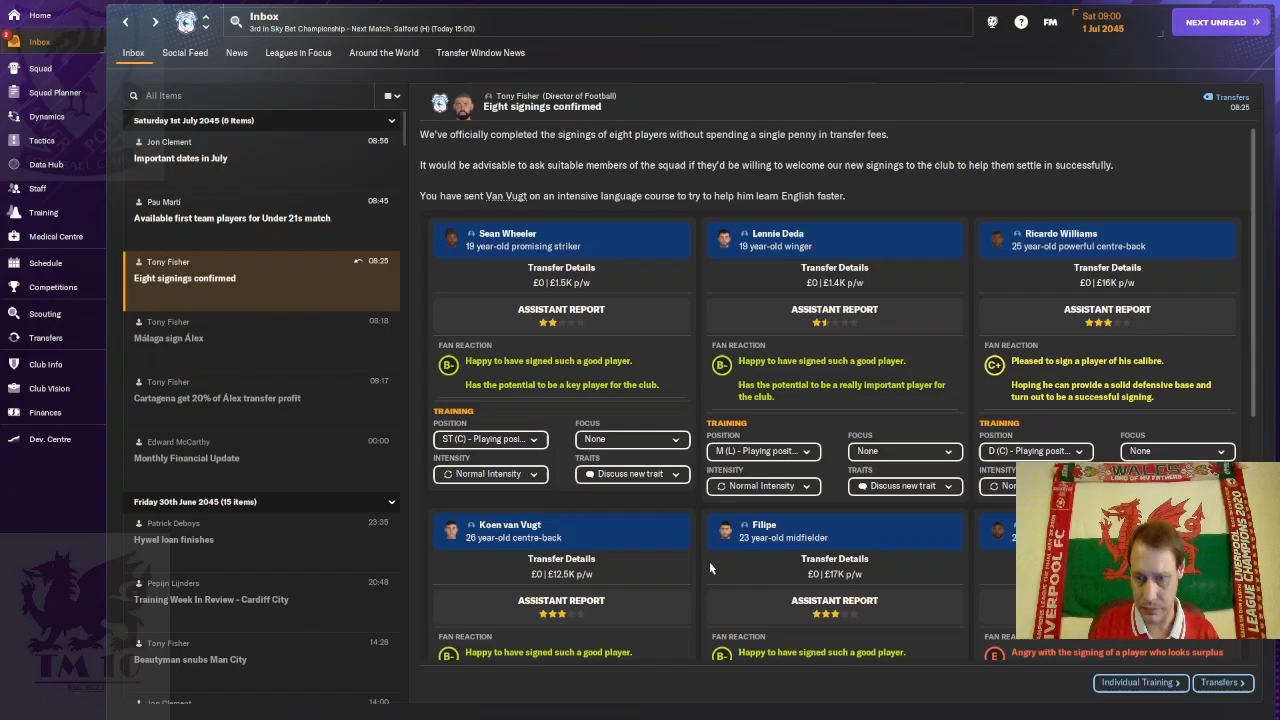 Home
2
Inbox
Squad
Squad Planner
Dynamics
Tactics
Data Hub
Staff
Training
Medical Centre
Schedule
Competitions
Scouting
Transfers
Club Info
Club Vision
Finances
Dev. Centre
TM 10
Inbox
3rd in Sky Bet Championship - Next Match: Salford (H) (Today 15:00)
FM
Sat 09:00
1 Jul 2045
NEXT UNREAD
Inbox
Social Feed
News
Leagues in Focus
Around the World
Transfer Window News
All Items
Saturday 1st July 2045 (6 items)
Jon Clement 08:56
Important dates in July
Pau Martí 08:45
Available first team players for Under 21s match
Tony Fisher 08:25
Eight signings confirmed
Tony Fisher 08:18
Málaga sign Álex
Tony Fisher 08:17
Cartagena get 20% of Álex transfer profit
Edward McCarthy 00:00
Monthly Financial Update
Friday 30th June 2045 (15 items)
Patrick Deboys 23:35
Hywel loan finishes
Pepijn Lijnders 20:48
Training Week In Review - Cardiff City
Tony Fisher 14:28
Beautyman snubs Man City
Jon Clement 14:00
Tony Fisher (Director of Football)
Eight signings confirmed
Transfers
08:25
We've officially completed the signings of eight players without spending a single penny in transfer fees.
It would be advisable to ask suitable members of the squad if they'd be willing to welcome our new signings to the club to help them settle in successfully.
You have sent Van Vugt on an intensive language course to try to help him learn English faster.
Sean Wheeler
19 year-old promising striker
Transfer Details
£0 | £1.5K p/w
ASSISTANT REPORT
FAN REACTION
B-
Happy to have signed such a good player.
Has the potential to be a key player for the club.
TRAINING
POSITION FOCUS
ST (C) - Playing posi... None
INTENSITY TRAITS
Normal Intensity Discuss new trait
Lennie Deda
19 year-old winger
Transfer Details
£0 | £1.4K p/w
ASSISTANT REPORT
FAN REACTION
B-
Happy to have signed such a good player.
Has the potential to be a really important player for
the club.
TRAINING
POSITION FOCUS
M (L) - Playing posit... None
INTENSITY TRAITS
Normal Intensity Discuss new trait
Ricardo Williams
25 year-old powerful centre-back
Transfer Details
£0 | £16K p/w
ASSISTANT REPORT
FAN REACTION
C+
Pleased to sign a player of his calibre.
Hoping he can provide a solid defensive base and
turn out to be a successful signing.
TRAINING
POSITION FOCUS
D (C) - Playing posit... None
INTENSITY
Koen van Vugt
26 year-old centre-back
Transfer Details
£0 | £12.5K p/w
ASSISTANT REPORT
FAN REACTION
B-
Happy to have signed such a good player.
Filipe
23 year-old midfielder
Transfer Details
£0 | £17K p/w
ASSISTANT REPORT
FAN REACTION
B-
Happy to have signed such a good player.
E
Angry with the signing of a player who looks surplus
WALES
LAND OF MY FATHERS
LIVERPOOL FC
LIVERPOOL
LEAGUE CHAMPIONS 2020
Individual Training
Transfers